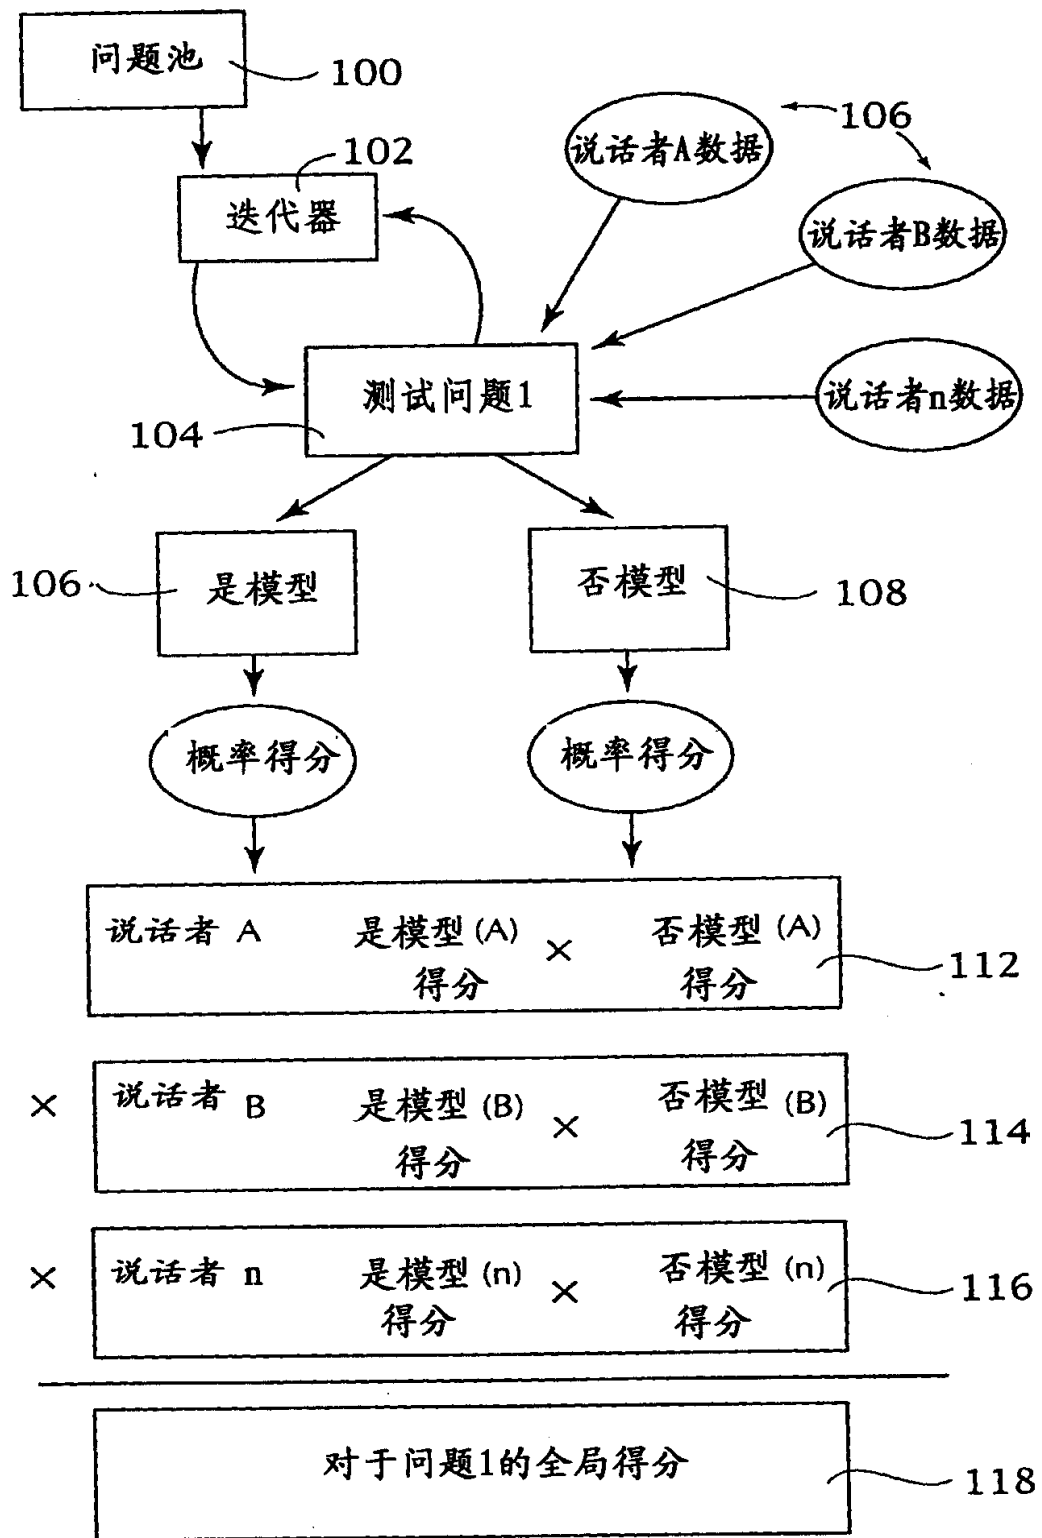 问题池
100
102
迭代器
说话者A数据
106
说话者B数据
测试问题1
104
说话者n数据
106
是模型
否模型
108
概率得分
概率得分
说话者 A 是模型(A) × 否模型(A)
得分 得分
112
× 说话者 B 是模型(B) × 否模型(B)
得分 得分
114
× 说话者 n 是模型(n) × 否模型(n)
得分 得分
116
对于问题1的全局得分
118